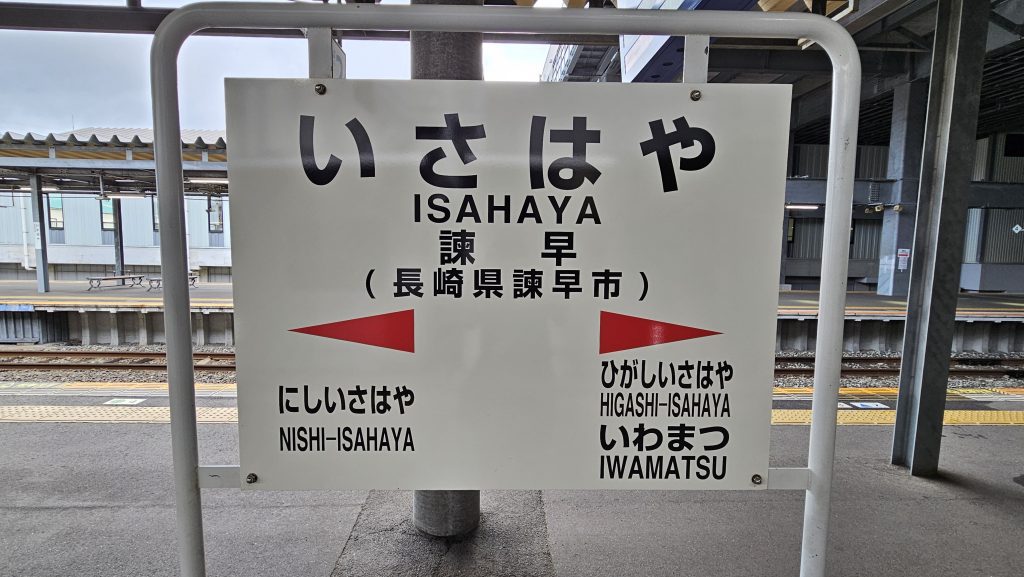 いさはや
ISAHAYA
諫早
(長崎県諫早市)
にしいさはや
NISHI-ISAHAYA
ひがしいさはや
HIGASHI-ISAHAYA
いわまつ
IWAMATSU